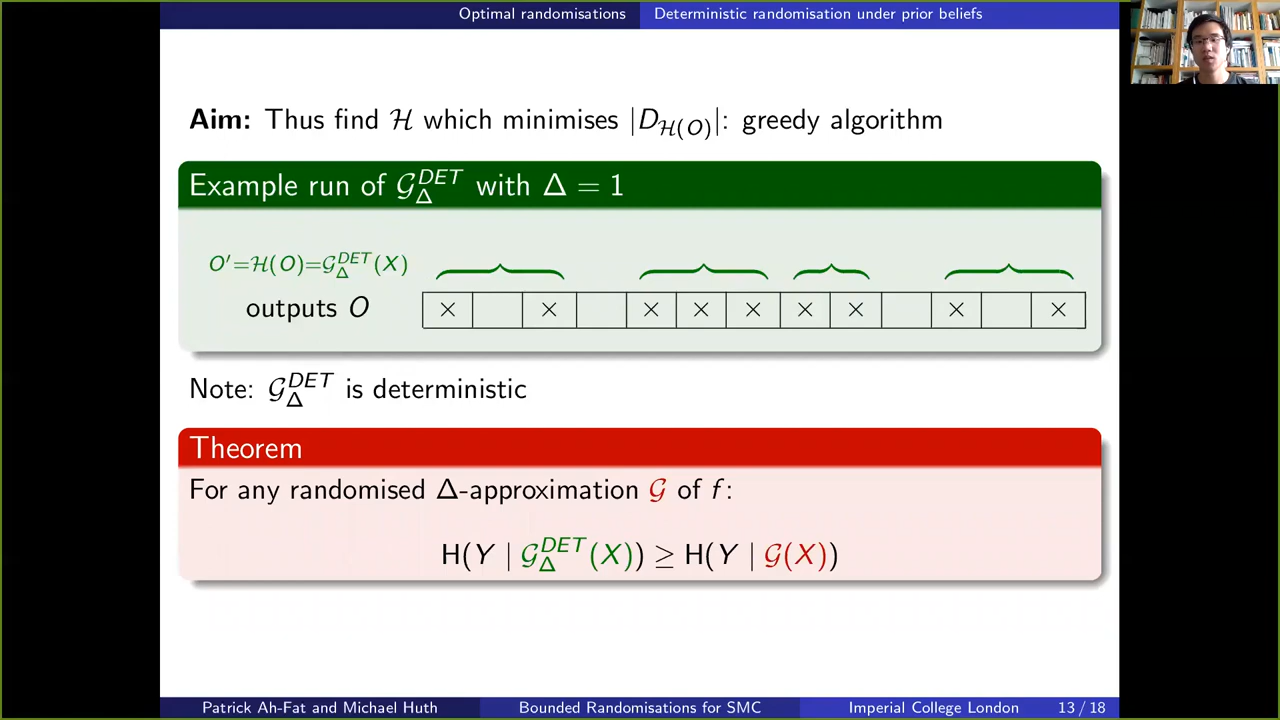 Optimal randomisations Deterministic randomisation under prior beliefs
Aim: Thus find ℋ which minimises |D_ℋ(O)|: greedy algorithm
Example run of 𝒢_Δ^DET with Δ = 1
O′=ℋ(O)=𝒢_Δ^DET(X)
outputs O × × × × × × × × ×
Note: 𝒢_Δ^DET is deterministic
Theorem
For any randomised Δ-approximation 𝒢 of f:
H(Y | 𝒢_Δ^DET(X)) ≥ H(Y | 𝒢(X))
Patrick Ah-Fat and Michael Huth Bounded Randomisations for SMC Imperial College London 13 / 18